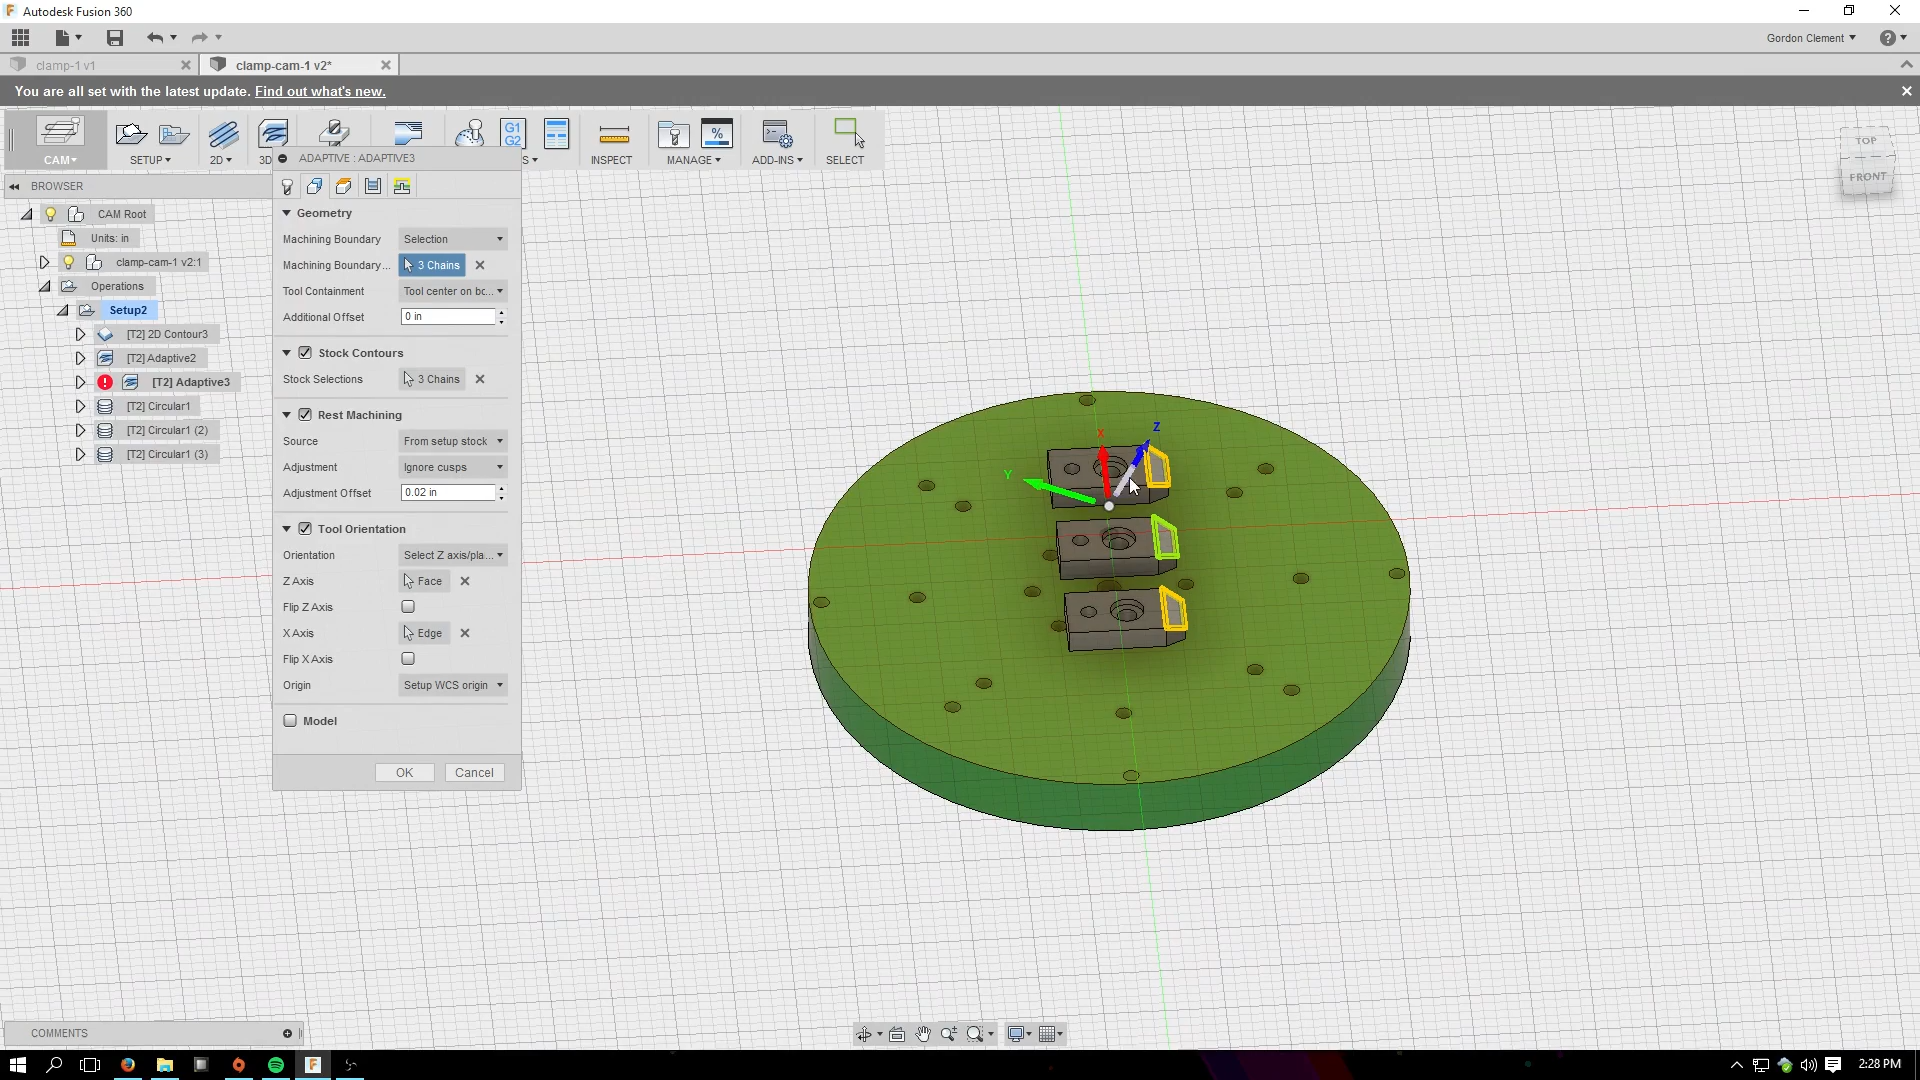 Autodesk Fusion 360
Gordon Clement
clamp-1 v1
clamp-cam-1 v2*
You are all set with the latest update. Find out what's new.
CAM
SETUP
2D
3D
G1
G2
S
INSPECT
%
MANAGE
ADD-INS
SELECT
ADAPTIVE : ADAPTIVE3
TOP
FRONT
BROWSER
CAM Root
Units: in
clamp-cam-1 v2:1
Operations
Setup2
[T2] 2D Contour3
[T2] Adaptive2
[T2] Adaptive3
[T2] Circular1
[T2] Circular1 (2)
[T2] Circular1 (3)
Geometry
Machining Boundary Selection
Machining Boundary... 3 Chains
Tool Containment Tool center on bc...
Additional Offset 0 in
Stock Contours
Stock Selections 3 Chains
Rest Machining
Source From setup stock
Adjustment Ignore cusps
Adjustment Offset 0.02 in
Tool Orientation
Orientation Select Z axis/pla...
Z Axis Face
Flip Z Axis
X Axis Edge
Flip X Axis
Origin Setup WCS origin
Model
OK Cancel
X
Z
Y
COMMENTS
2:28 PM